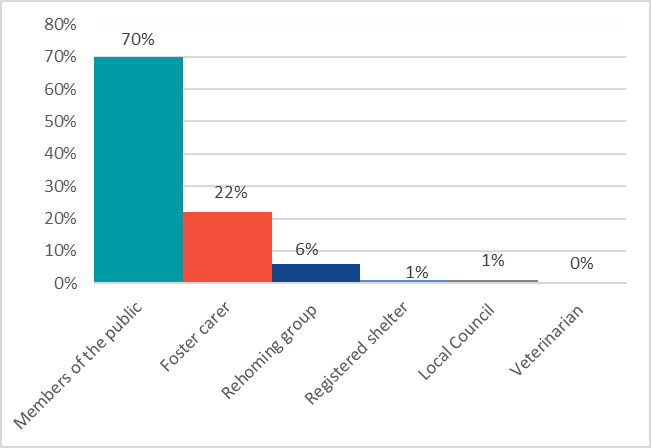 80%
70%
60%
50%
40%
30%
20%
10%
0%
70%
22%
6%
1%
1%
0%
Members of the public
Foster carer
Rehoming group
Registered shelter
Local Council
Veterinarian